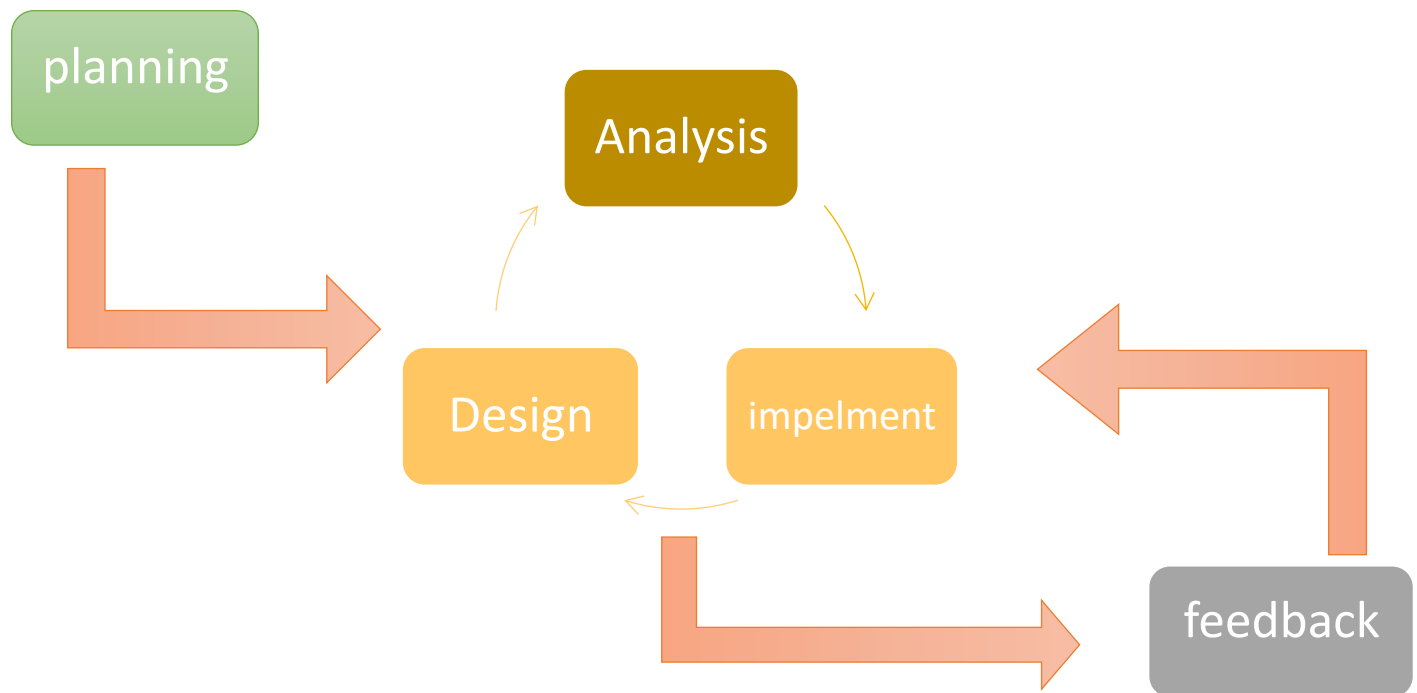 planning
Analysis
Design
impelment
feedback